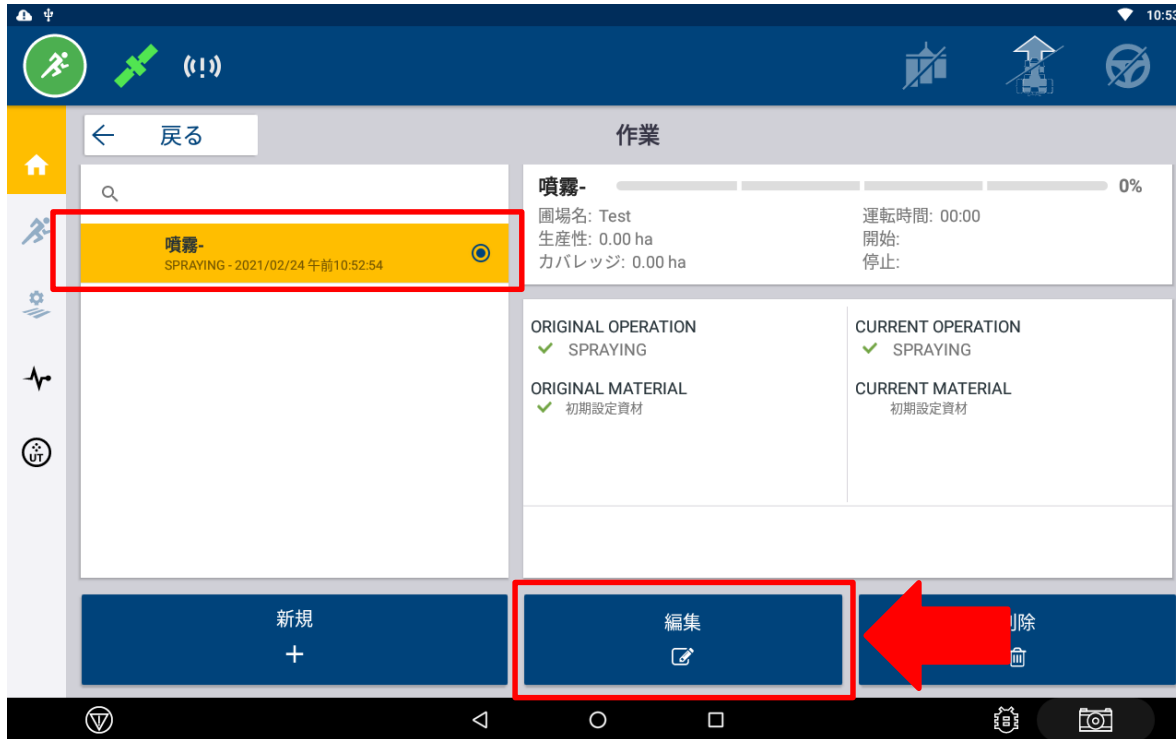 10:53
戻る
作業
噴霧-
SPRAYING - 2021/02/24 午前10:52:54
噴霧-
0%
圃場名: Test
運転時間: 00:00
生産性: 0.00 ha
開始:
カバレッジ: 0.00 ha
停止:
ORIGINAL OPERATION
SPRAYING
ORIGINAL MATERIAL
初期設定資材
CURRENT OPERATION
SPRAYING
CURRENT MATERIAL
初期設定資材
UT
新規
編集
除